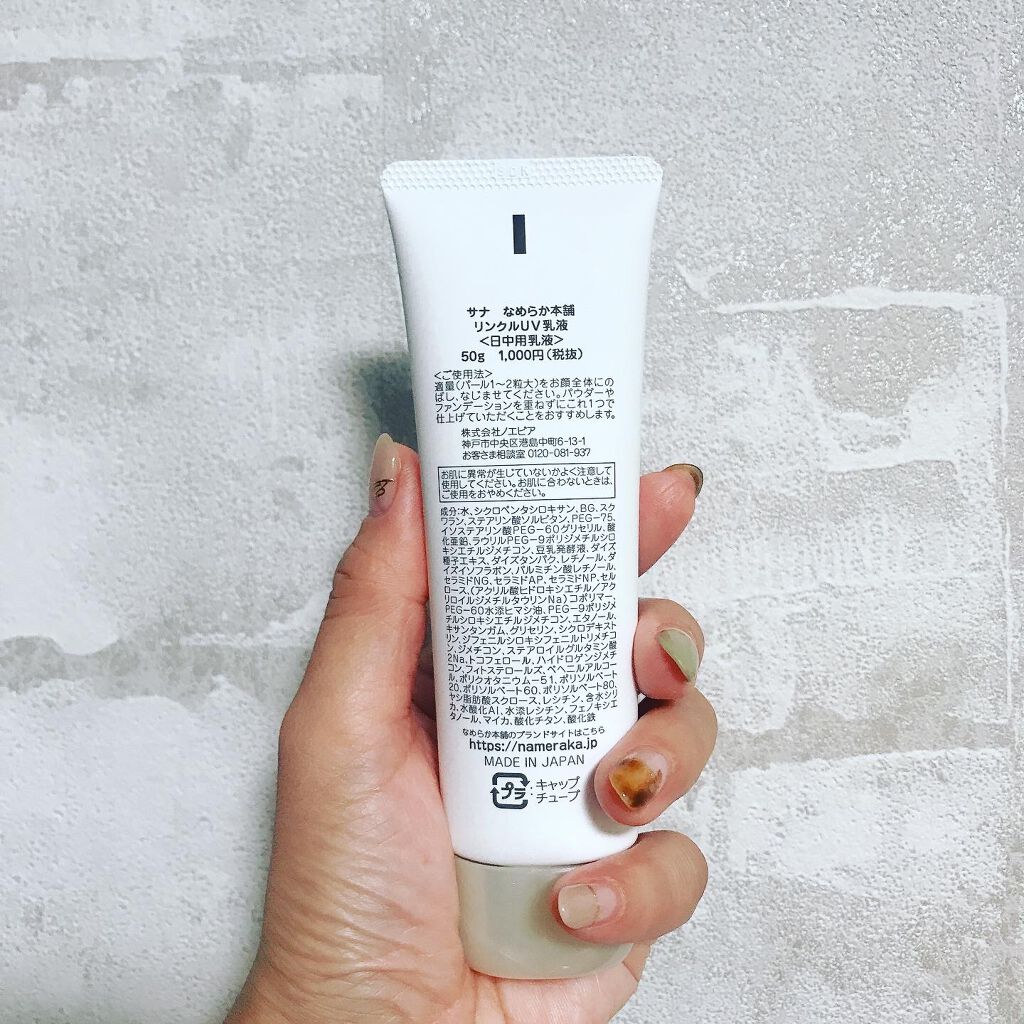 サナ なめらか本舗
リンクルUV乳液
<日中用乳液>
50g 1,000円(税抜)
<ご使用法>
適量(パール1〜2粒大)をお顔全体にの
ばし、なじませてください。パウダーや
ファンデーションを重ねずにこれ1つで
仕上げていただくことをおすすめします。
株式会社ノエビア
神戸市中央区港島中町6-13-1
お客さま相談室 0120-081-937
お肌に異常が生じていないかよく注意して
使用してください。お肌に合わないときは、
ご使用をおやめください。
成分:水、シクロペンタシロキサン、BG、スク
ワラン、ステアリン酸ソルビタン、PEG-75、
イソステアリン酸PEG-60グリセリル、酸
化亜鉛、ラウリルPEG-9ポリジメチルシロ
キシエチルジメチコン、豆乳発酵液、ダイズ
種子エキス、ダイズタンパク、レチノール、ダ
イズイソフラボン、パルミチン酸レチノール、
セラミドNG、セラミドAP、セラミドNP、セル
ロース、(アクリル酸ヒドロキシエチル/アク
リロイルジメチルタウリンNa)コポリマー、
PEG-60水添ヒマシ油、PEG-9ポリジメ
チルシロキシエチルジメチコン、エタノール、
キサンタンガム、グリセリン、シクロデキスト
リン、ジフェニルシロキシフェニルトリメチコ
ン、ジメチコン、ステアロイルグルタミン酸
2Na、トコフェロール、ハイドロゲンジメチ
コン、フィトステロールズ、ベヘニルアルコー
ル、ポリクオタニウム-51、ポリソルベート
20、ポリソルベート60、ポリソルベート80、
ヤシ脂肪酸スクロース、レシチン、含水シリ
カ、水酸化Al、水添レシチン、フェノキシエ
タノール、マイカ、酸化チタン、酸化鉄
なめらか本舗のブランドサイトはこちら
https://nameraka.jp
MADE IN JAPAN
プラ :キャップ
チューブ